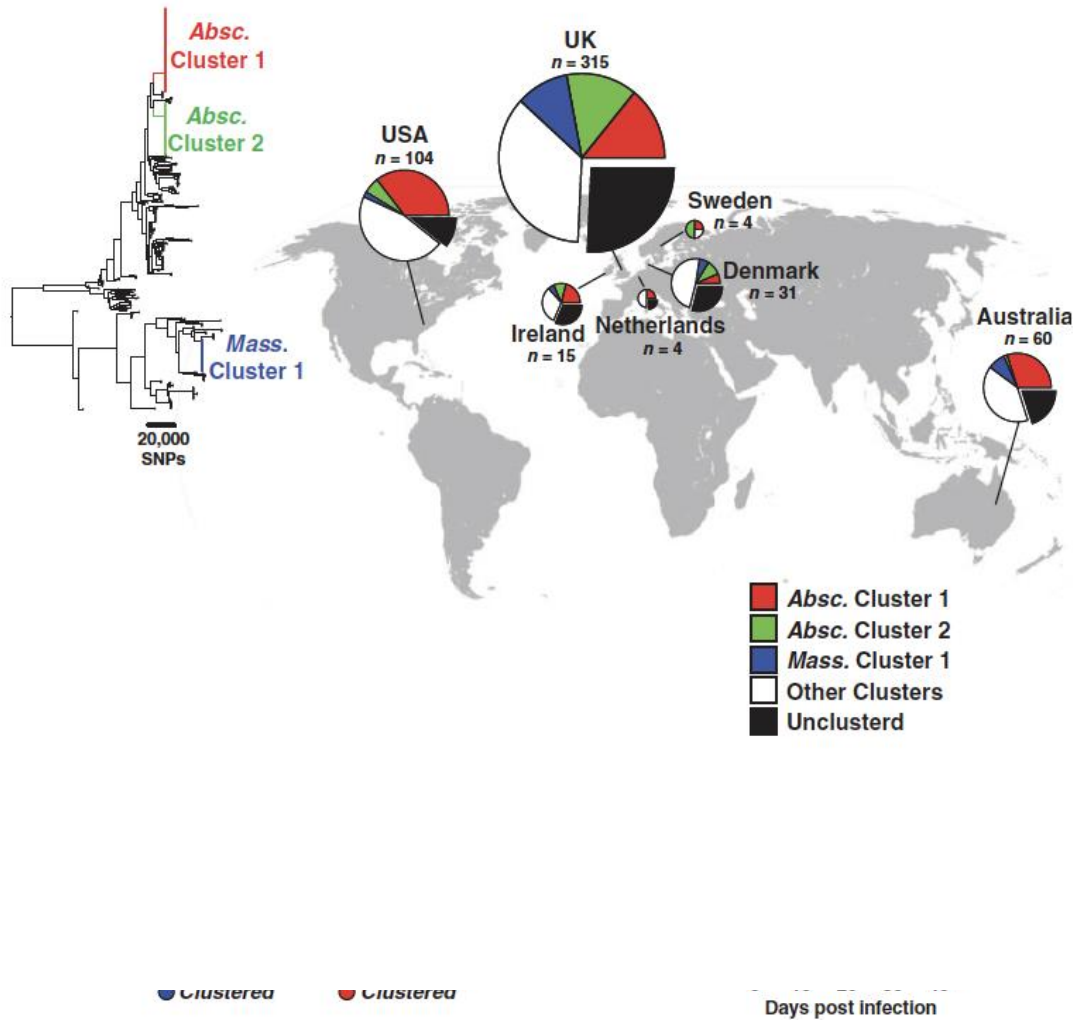 Absc.
Cluster 1
Absc.
Cluster 2
Mass.
Cluster 1
20,000
SNPs
USA
n = 104
UK
n = 315
Sweden
n = 4
Denmark
n = 31
Ireland
n = 15
Netherlands
n = 4
Australia
n = 60
Absc. Cluster 1
Absc. Cluster 2
Mass. Cluster 1
Other Clusters
Unclusterd
Clustered
Clustered
Days post infection